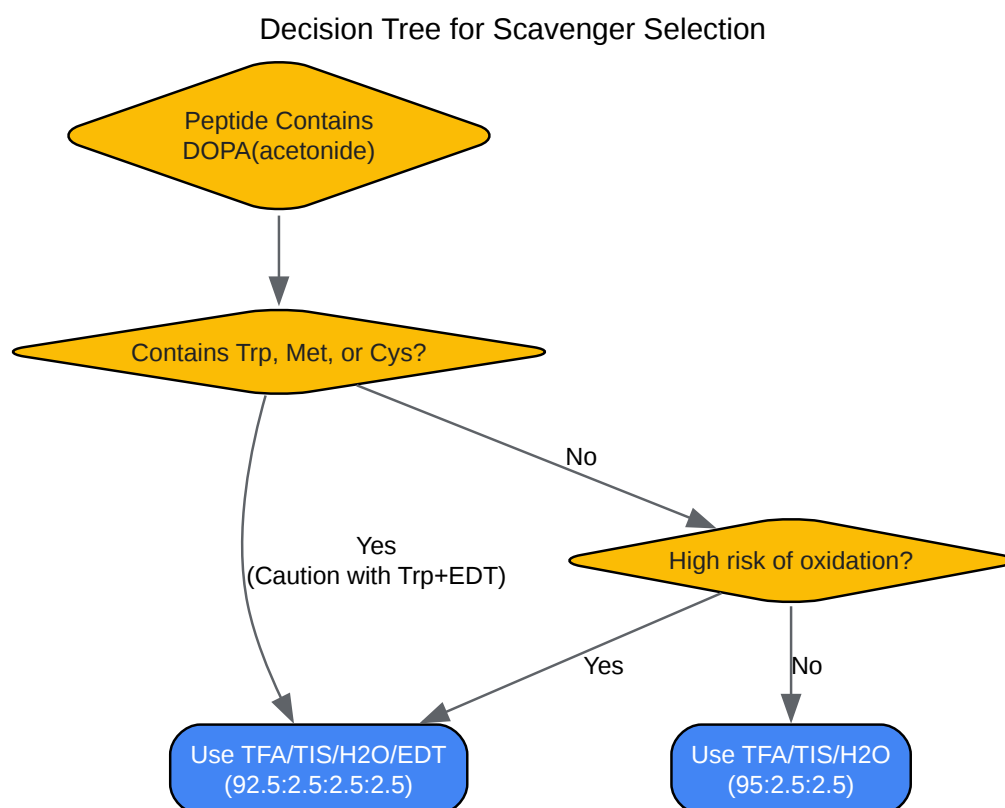 Decision Tree for Scavenger Selection
Peptide Contains
DOPA(acetonide)
Contains Trp, Met, or Cys?
No
High risk of oxidation?
Yes
(Caution with Trp+EDT)
Yes
No
Use TFA/TIS/H2O/EDT
(92.5:2.5:2.5:2.5)
Use TFA/TIS/H2O
(95:2.5:2.5)